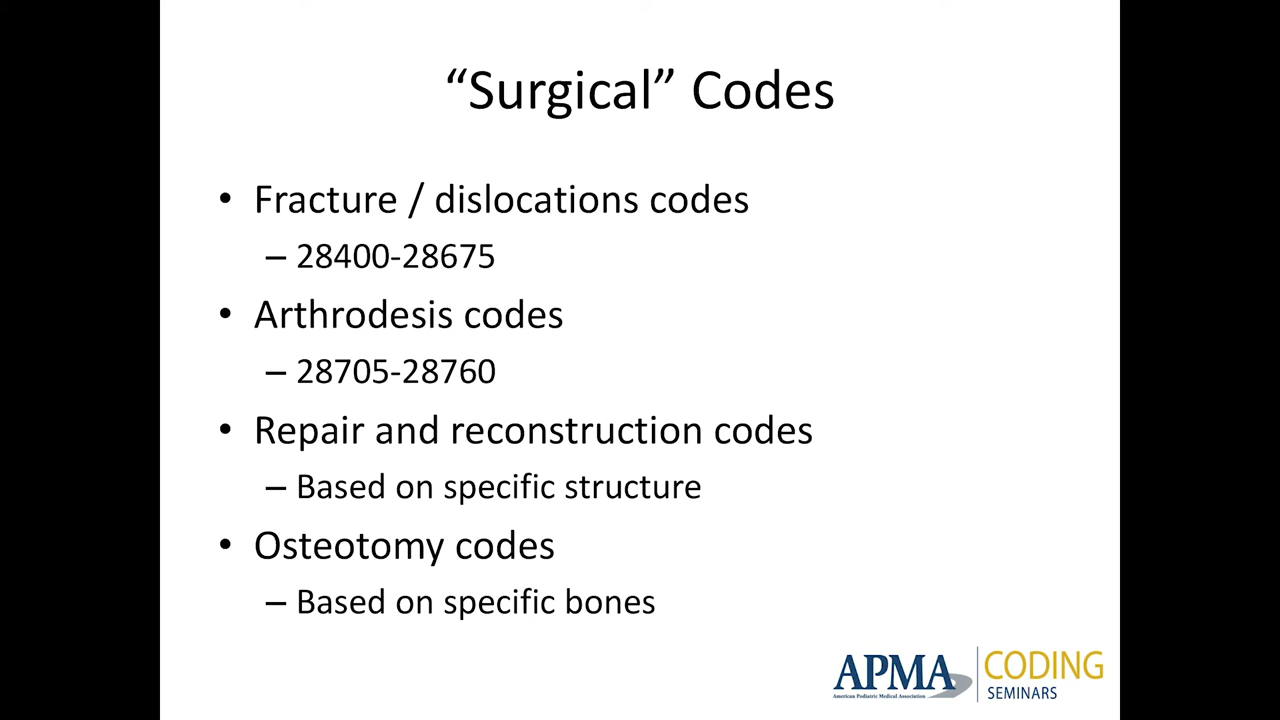 “Surgical” Codes
• Fracture / dislocations codes
– 28400-28675
• Arthrodesis codes
– 28705-28760
• Repair and reconstruction codes
– Based on specific structure
• Osteotomy codes
– Based on specific bones
APMA
American Podiatric Medical Association
CODING
SEMINARS